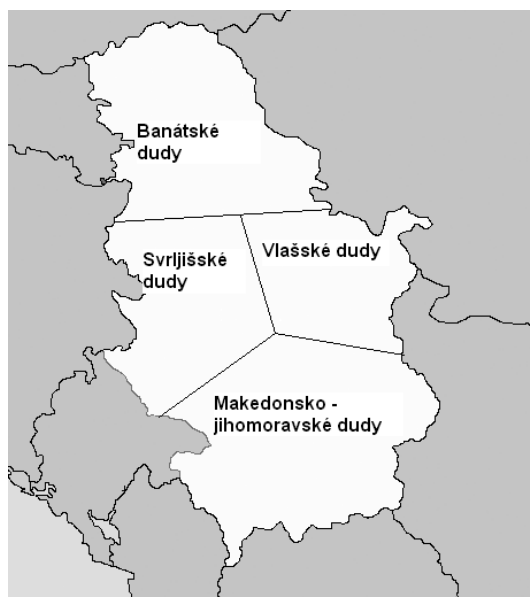 Banátské
dudy
Svrljišské
dudy
Vlašské dudy
Makedonsko -
jihomoravské dudy